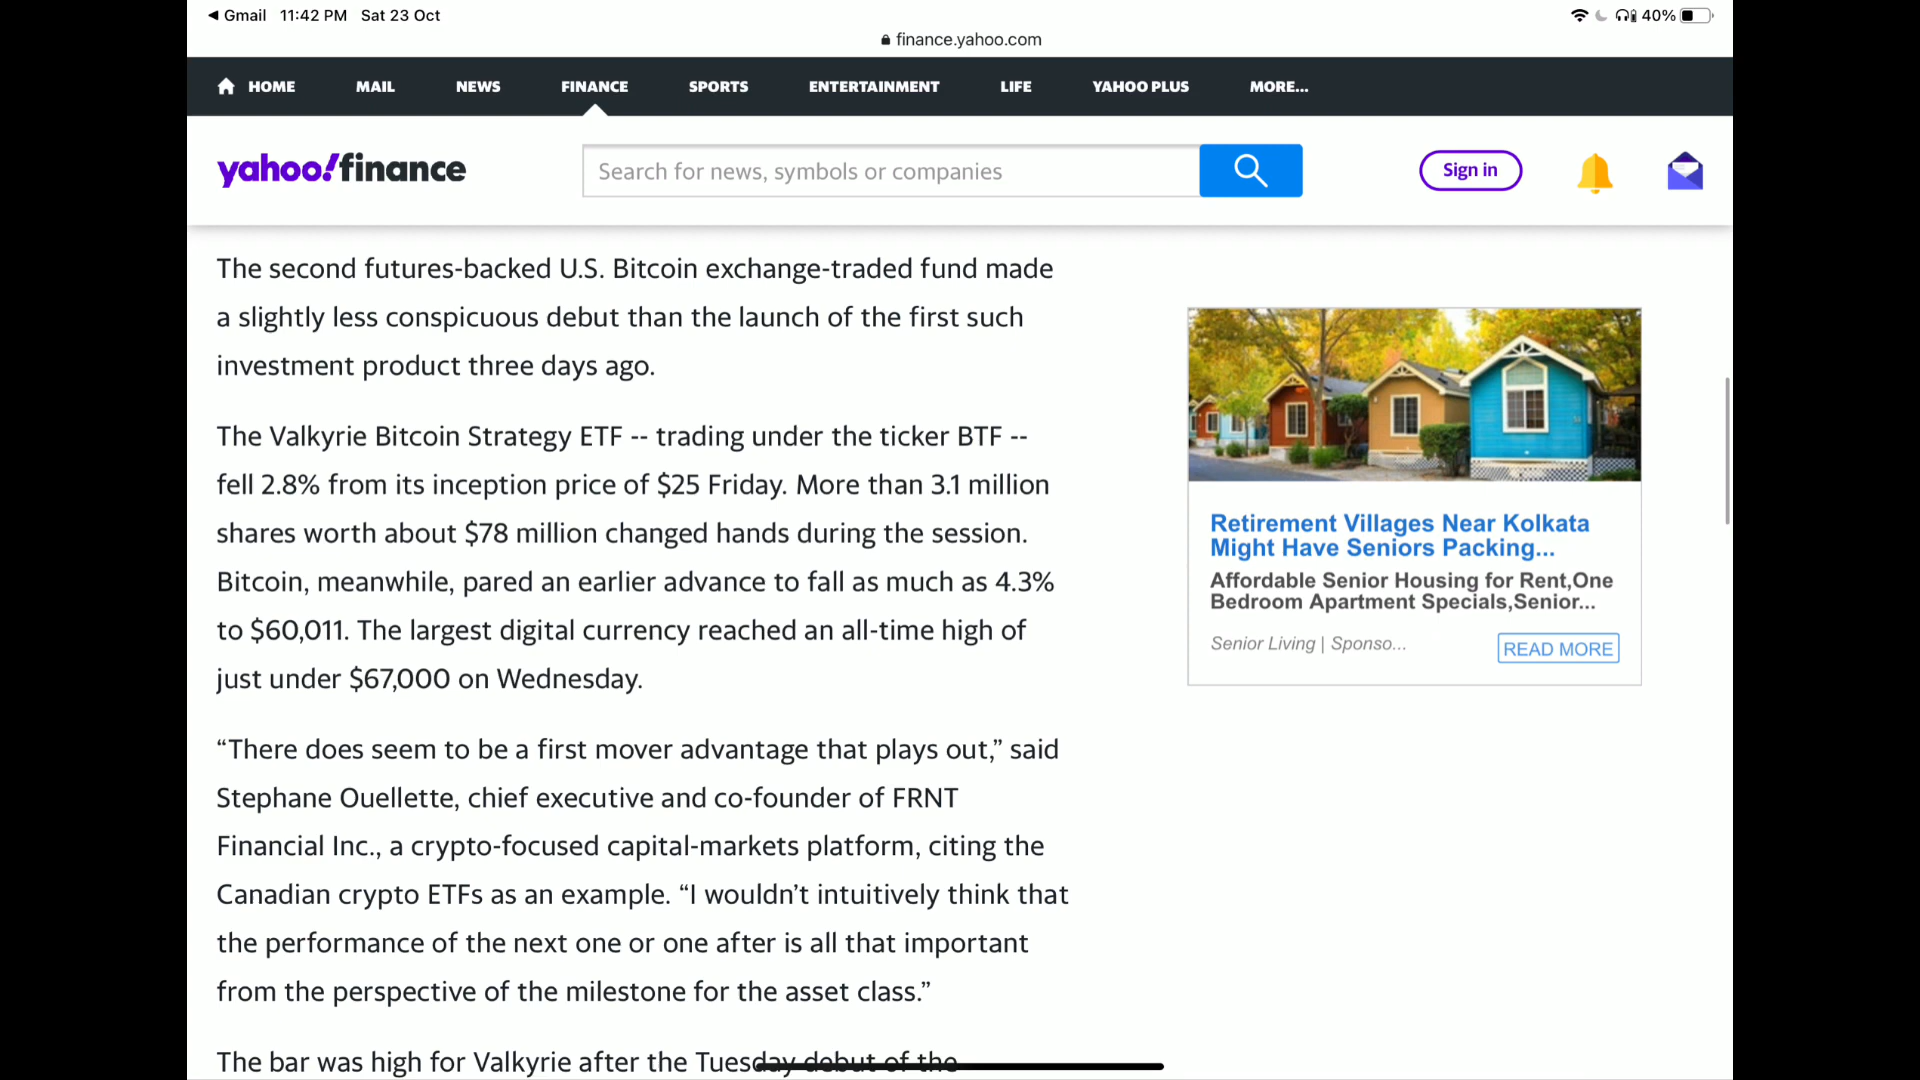 ◀ Gmail 11:42 PM Sat 23 Oct 40%
finance.yahoo.com
HOME MAIL NEWS FINANCE SPORTS ENTERTAINMENT LIFE YAHOO PLUS MORE...
yahoo!finance Search for news, symbols or companies Sign in
The second futures-backed U.S. Bitcoin exchange-traded fund made
a slightly less conspicuous debut than the launch of the first such
investment product three days ago.
The Valkyrie Bitcoin Strategy ETF -- trading under the ticker BTF --
fell 2.8% from its inception price of $25 Friday. More than 3.1 million
shares worth about $78 million changed hands during the session.
Bitcoin, meanwhile, pared an earlier advance to fall as much as 4.3%
to $60,011. The largest digital currency reached an all-time high of
just under $67,000 on Wednesday.
“There does seem to be a first mover advantage that plays out,” said
Stephane Ouellette, chief executive and co-founder of FRNT
Financial Inc., a crypto-focused capital-markets platform, citing the
Canadian crypto ETFs as an example. “I wouldn’t intuitively think that
the performance of the next one or one after is all that important
from the perspective of the milestone for the asset class.”
The bar was high for Valkyrie after the Tuesday debut of the
Retirement Villages Near Kolkata
Might Have Seniors Packing...
Affordable Senior Housing for Rent,One
Bedroom Apartment Specials,Senior...
Senior Living | Sponso...
READ MORE